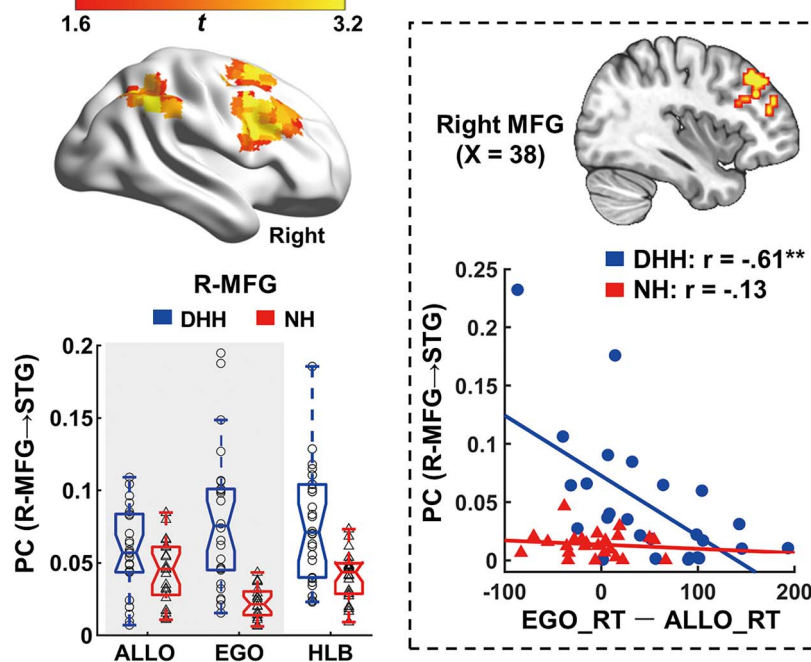 1.6 t 3.2
Right
R-MFG
DHH NH
PC (R-MFG→STG)
0.2
0.15
0.1
0.05
0
ALLO EGO HLB
Right MFG
(X = 38)
DHH: r = -.61**
NH: r = -.13
PC (R-MFG→STG)
0.25
0.2
0.15
0.1
0.05
0
-100 0 100 200
EGO_RT − ALLO_RT